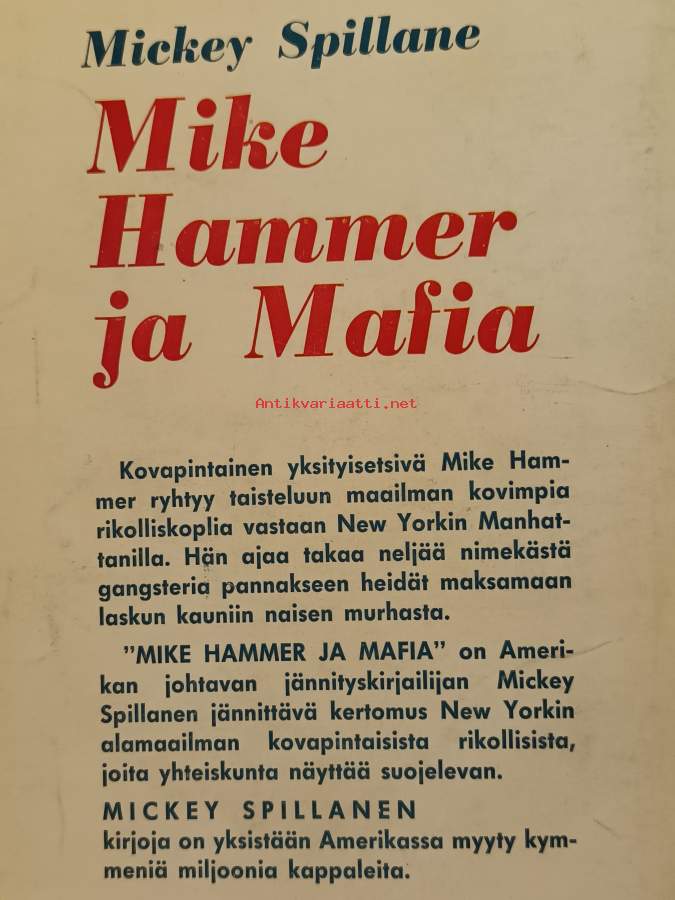 Mickey Spillane
Mike
Hammer
ja Mafia
Antikvariaatti.net
Kovapintainen yksityisetsivä Mike Ham-
mer ryhtyy taisteluun maailman kovimpia
rikolliskoplia vastaan New Yorkin Manhat-
tanilla. Hän ajaa takaa neljää nimekästä
gangsteria pannakseen heidät maksamaan
laskun kauniin naisen murhasta.
”MIKE HAMMER JA MAFIA” on Ameri-
kan johtavan jännityskirjailijan Mickey
Spillanen jännittävä kertomus New Yorkin
alamaailman kovapintaisista rikollisista,
joita yhteiskunta näyttää suojelevan.
MICKEY SPILLANEN
kirjoja on yksistään Amerikassa myyty kym-
meniä miljoonia kappaleita.